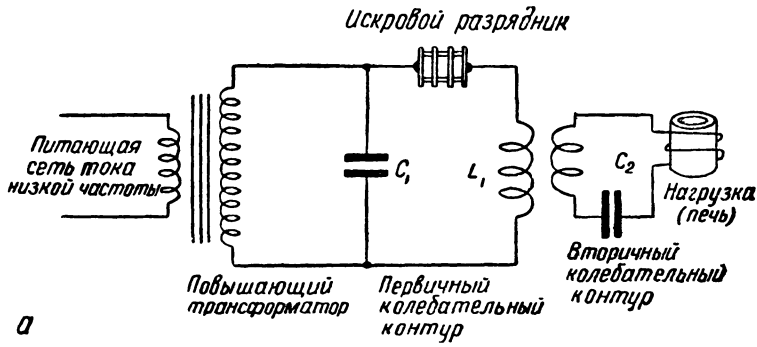 Искровой разрядник
Питающая
сеть тока
низкой частоты
C₁
L₁
C₂
Нагрузка
(печь)
Повышающий
трансформатор
Первичный
колебательный
контур
Вторичный
колебательный
контур
а